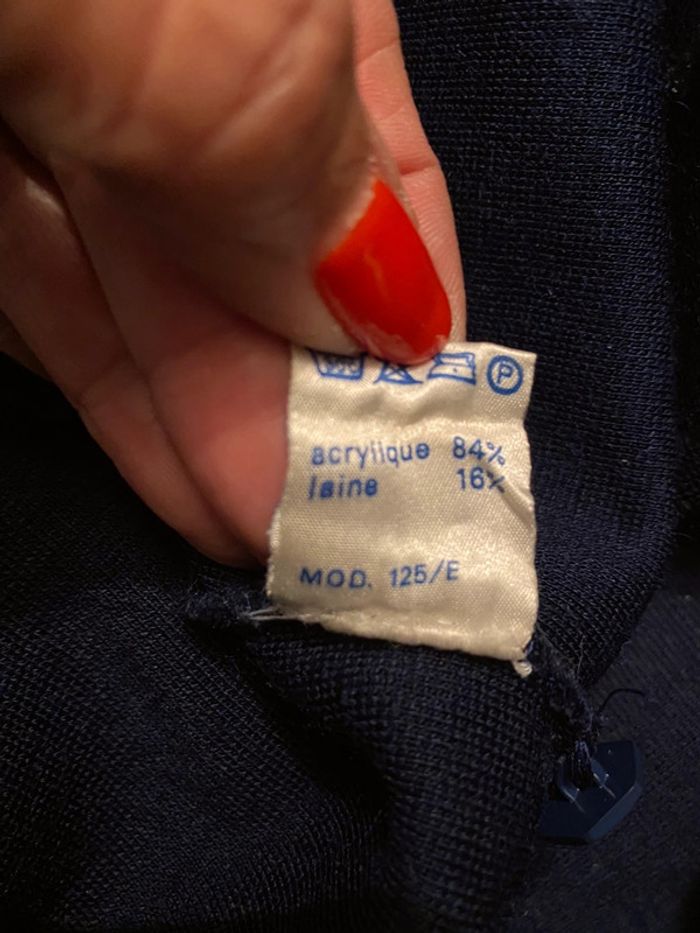 P
acrylique 84%
laine 16%
MOD. 125/E